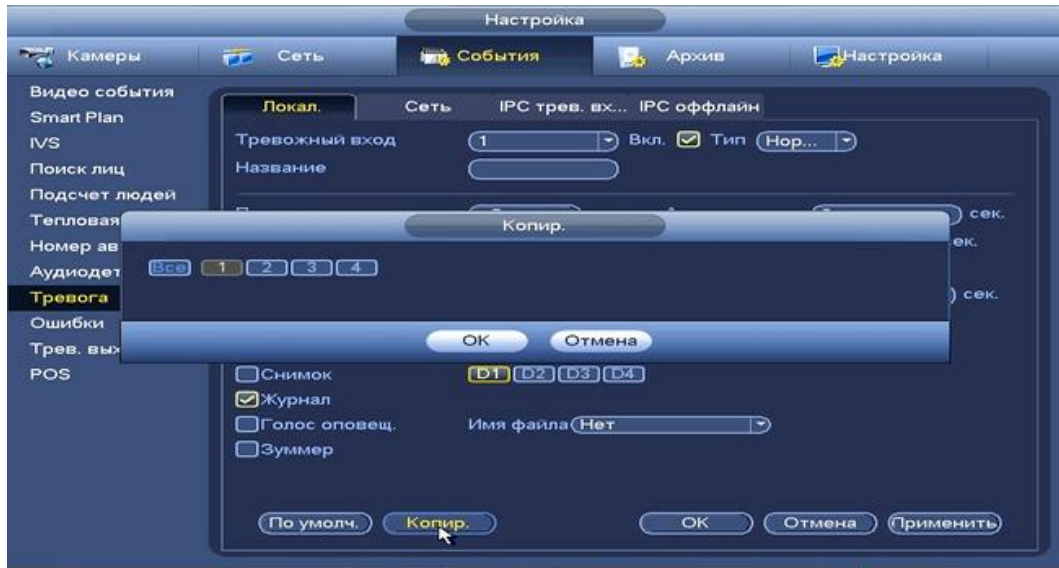 Настройка
Камеры Сеть События Архив Настройка
Видео события
Smart Plan
IVS
Поиск лиц
Подсчет людей
Тепловая
Номер ав
Аудиодет
Тревога
Ошибки
Трев. вых
POS
Локал. Сеть IPC трев. вх... IPC оффлайн
Тревожный вход 1 Вкл. Тип Нор...
Название
сек.
ек.
сек.
Копир.
Все 1 2 3 4
OK Отмена
Снимок D1 D2 D3 D4
Журнал
Голос оповещ. Имя файла Нет
Зуммер
По умолч. Копир. OK Отмена Применить